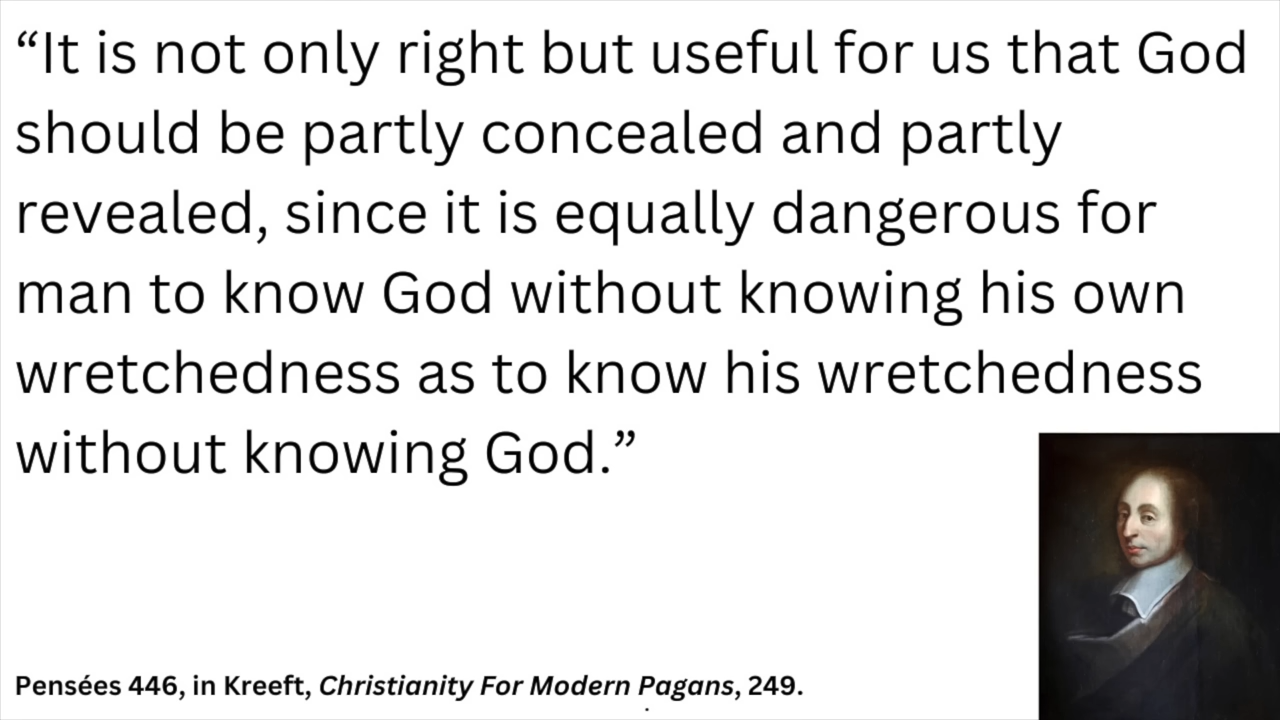 “It is not only right but useful for us that God
should be partly concealed and partly
revealed, since it is equally dangerous for
man to know God without knowing his own
wretchedness as to know his wretchedness
without knowing God.”
Pensées 446, in Kreeft, Christianity For Modern Pagans, 249.
.